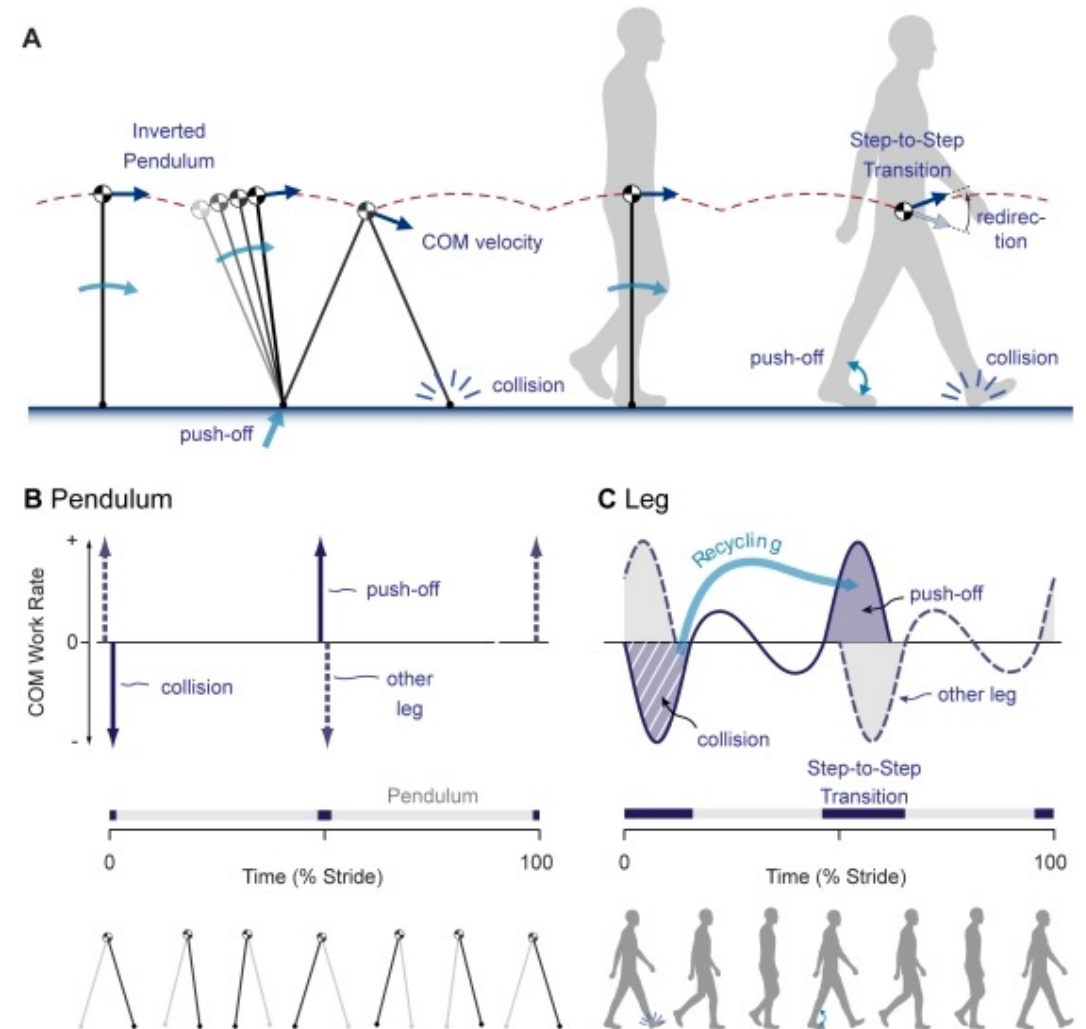 A
Inverted
Pendulum
Step-to-Step
Transition
COM velocity
redirec-
tion
push-off
collision
push-off
collision
B Pendulum
COM Work Rate
+
0
-
push-off
collision
other
leg
Pendulum
0
100
Time (% Stride)
C Leg
Recycling
push-off
other leg
collision
Step-to-Step
Transition
0
100
Time (% Stride)